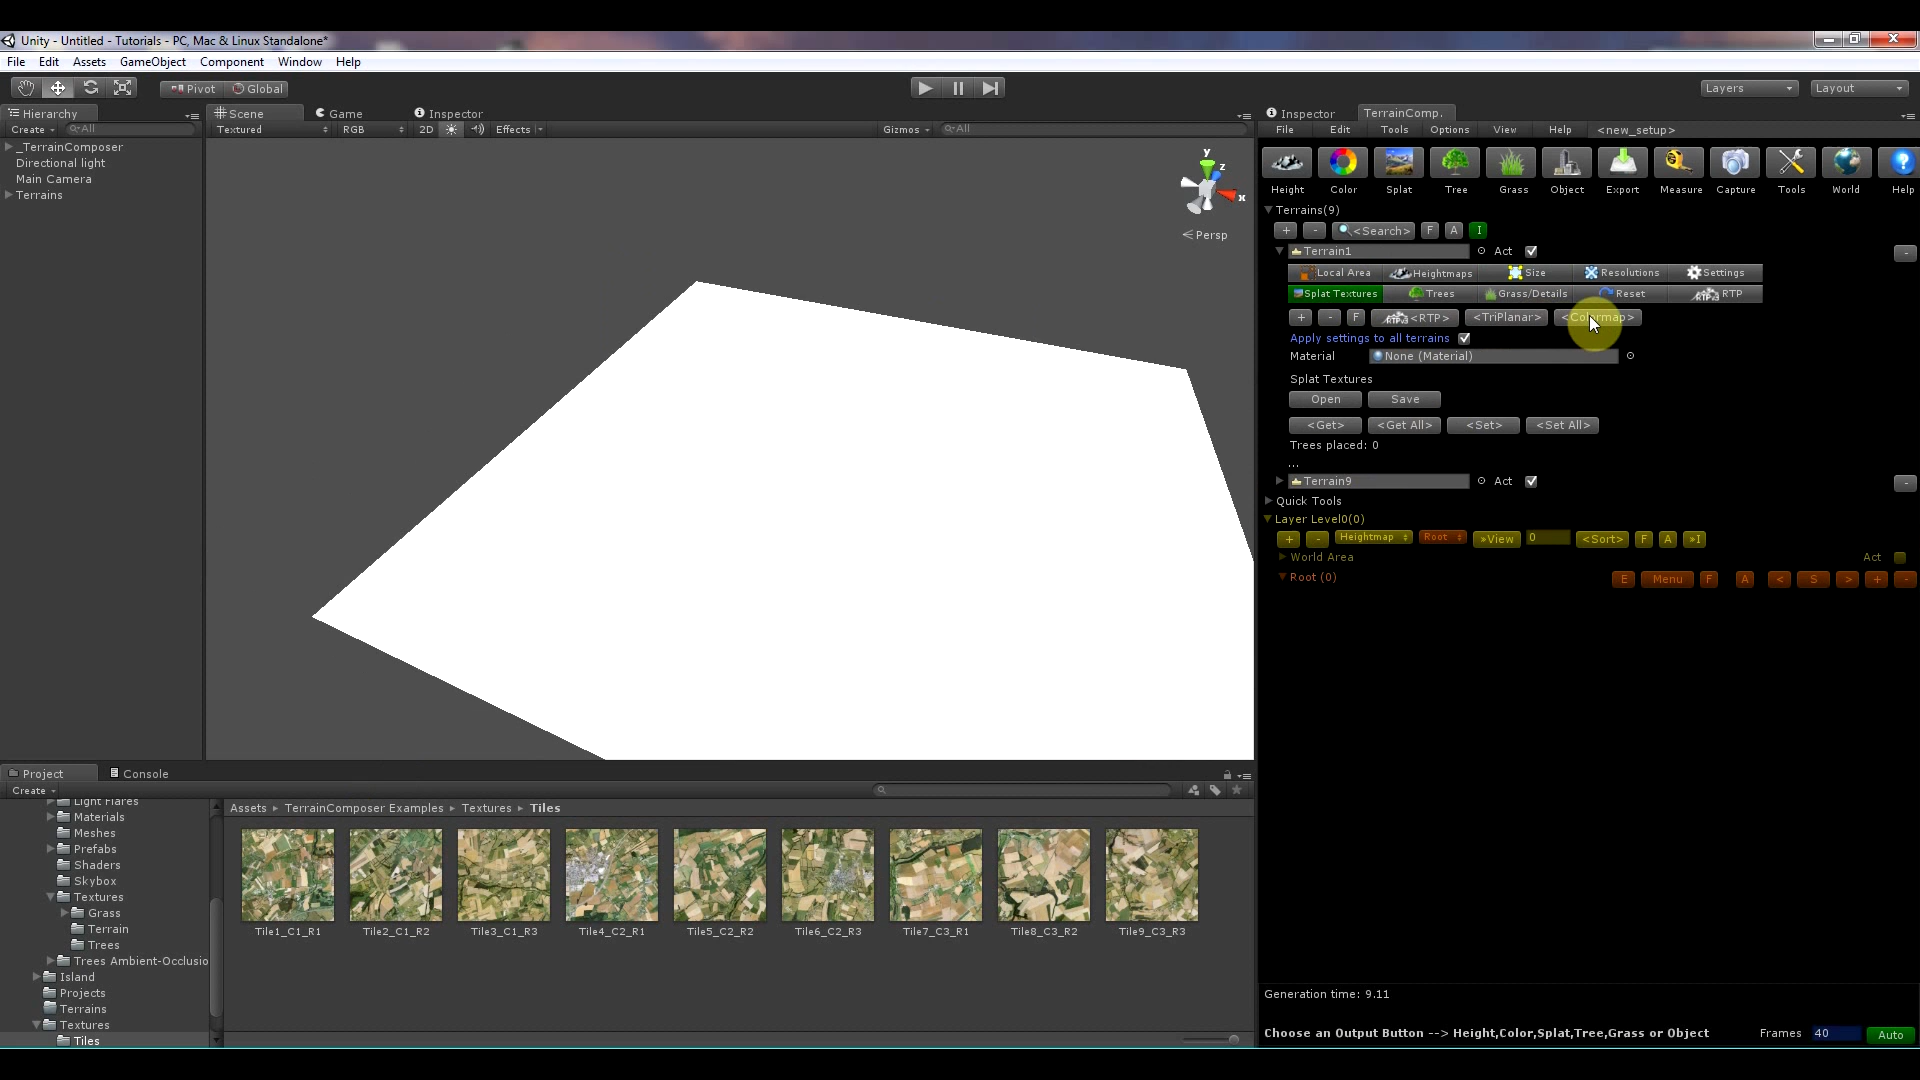 Unity - Untitled - Tutorials - PC, Mac & Linux Standalone*
File Edit Assets GameObject Component Window Help
Pivot Global Layers Layout
Hierarchy
Create All
_TerrainComposer
Directional light
Main Camera
Terrains
Scene Game Inspector
Textured RGB 2D Effects Gizmos All
y
z
x
Persp
Inspector TerrainComp.
File Edit Tools Options View Help <new_setup>
Height Color Splat Tree Grass Object Export Measure Capture Tools World Help
Terrains(9)
+ - <Search> F A I
Terrain1 Act -
Local Area Heightmaps Size Resolutions Settings
Splat Textures Trees Grass/Details Reset RTP
+ - F <RTP> <TriPlanar> <Colormap>
Apply settings to all terrains
Material None (Material)
Splat Textures
Open Save
<Get> <Get All> <Set> <Set All>
Trees placed: 0
...
Terrain9 Act -
Quick Tools
Layer Level0(0)
+ - Heightmap Root »View 0 <Sort> F A »I
World Area Act
Root (0) E Menu F A < S > + -
Generation time: 9.11
Choose an Output Button --> Height,Color,Splat,Tree,Grass or Object Frames 40 Auto
Project Console
Create
Light Flares
Materials
Meshes
Prefabs
Shaders
Skybox
Textures
Grass
Terrain
Trees
Trees Ambient-Occlusio
Island
Projects
Terrains
Textures
Tiles
Assets ▸ TerrainComposer Examples ▸ Textures ▸ Tiles
Tile1_C1_R1 Tile2_C1_R2 Tile3_C1_R3 Tile4_C2_R1 Tile5_C2_R2 Tile6_C2_R3 Tile7_C3_R1 Tile8_C3_R2 Tile9_C3_R3